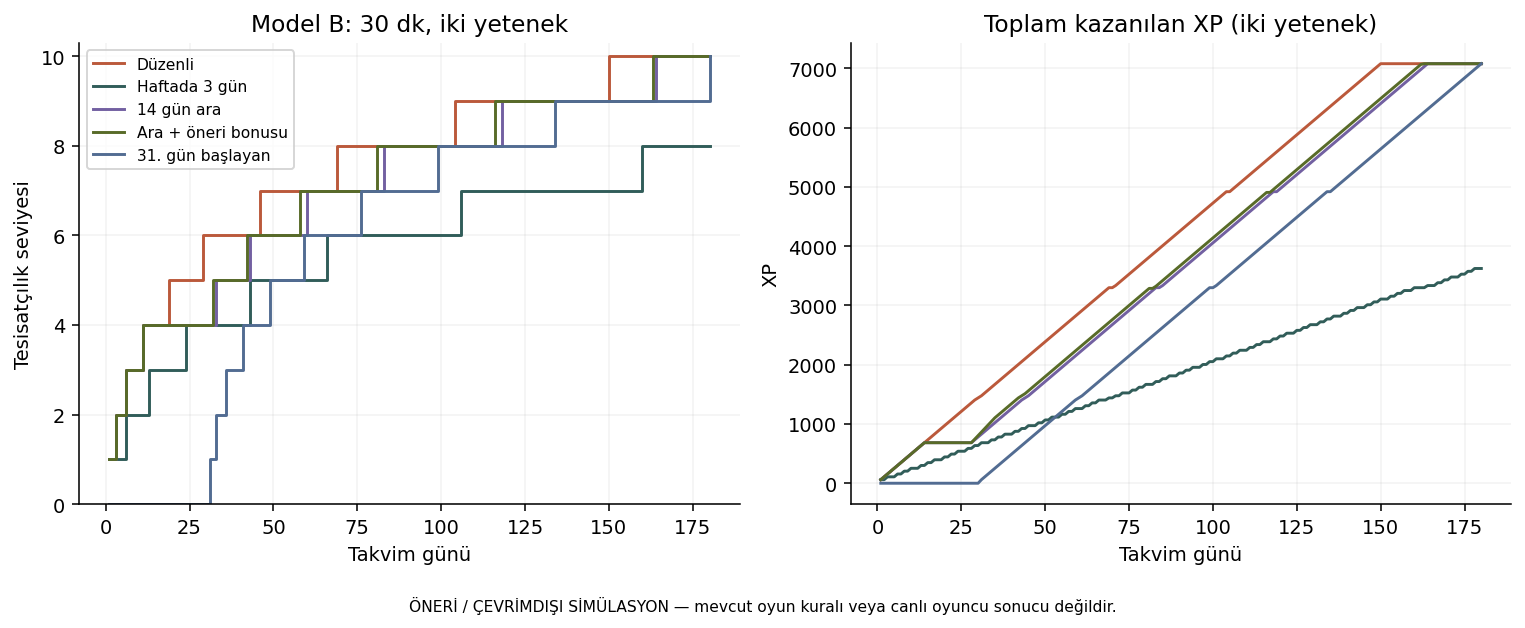 Model B: 30 dk, iki yetenek
Düzenli
Haftada 3 gün
14 gün ara
Ara + öneri bonusu
31. gün başlayan
Tesisatçılık seviyesi
10
8
6
4
2
0
0 25 50 75 100 125 150 175
Takvim günü
Toplam kazanılan XP (iki yetenek)
XP
7000
6000
5000
4000
3000
2000
1000
0
0 25 50 75 100 125 150 175
Takvim günü
ÖNERİ / ÇEVRİMDIŞI SİMÜLASYON — mevcut oyun kuralı veya canlı oyuncu sonucu değildir.